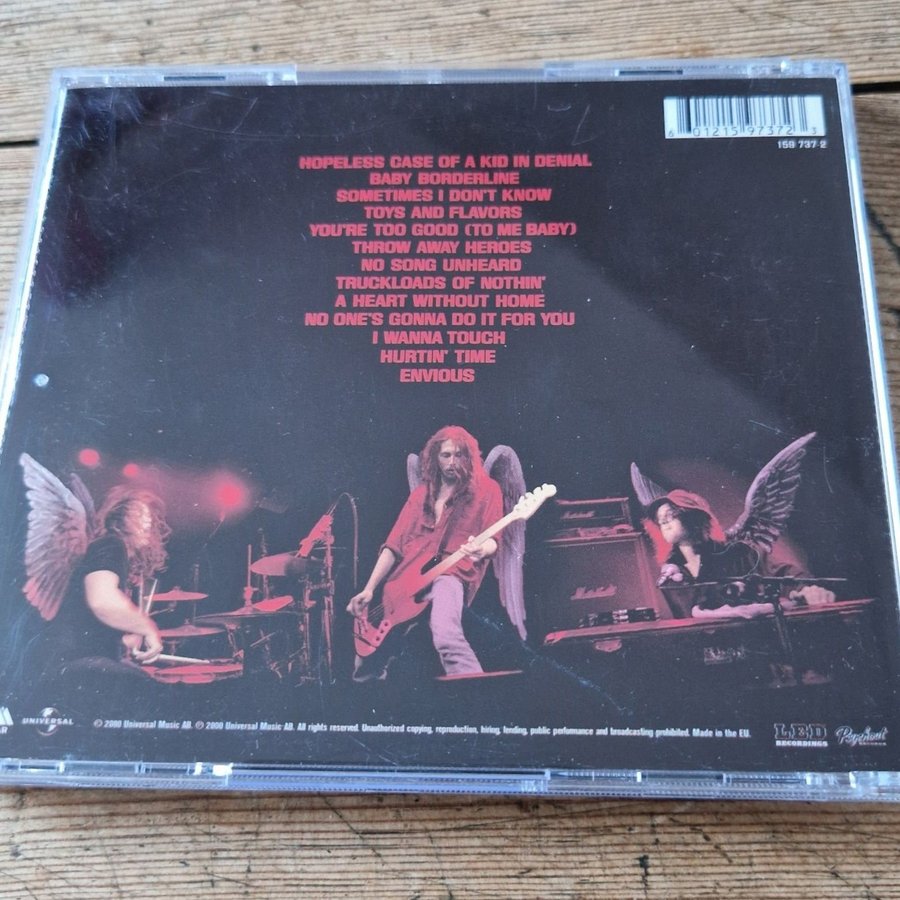 6 01215 97372 3
159 737-2
HOPELESS CASE OF A KID IN DENIAL
BABY BORDERLINE
SOMETIMES I DON'T KNOW
TOYS AND FLAVORS
YOU'RE TOO GOOD (TO ME BABY)
THROW AWAY HEROES
NO SONG UNHEARD
TRUCKLOADS OF NOTHIN'
A HEART WITHOUT HOME
NO ONE'S GONNA DO IT FOR YOU
I WANNA TOUCH
HURTIN' TIME
ENVIOUS
Marshall
Marshall
UNIVERSAL
© 2000 Universal Music AB. ℗ 2000 Universal Music AB. All rights reserved. Unauthorized copying, reproduction, hiring, lending, public performance and broadcasting prohibited. Made in the EU.
RECORDINGS